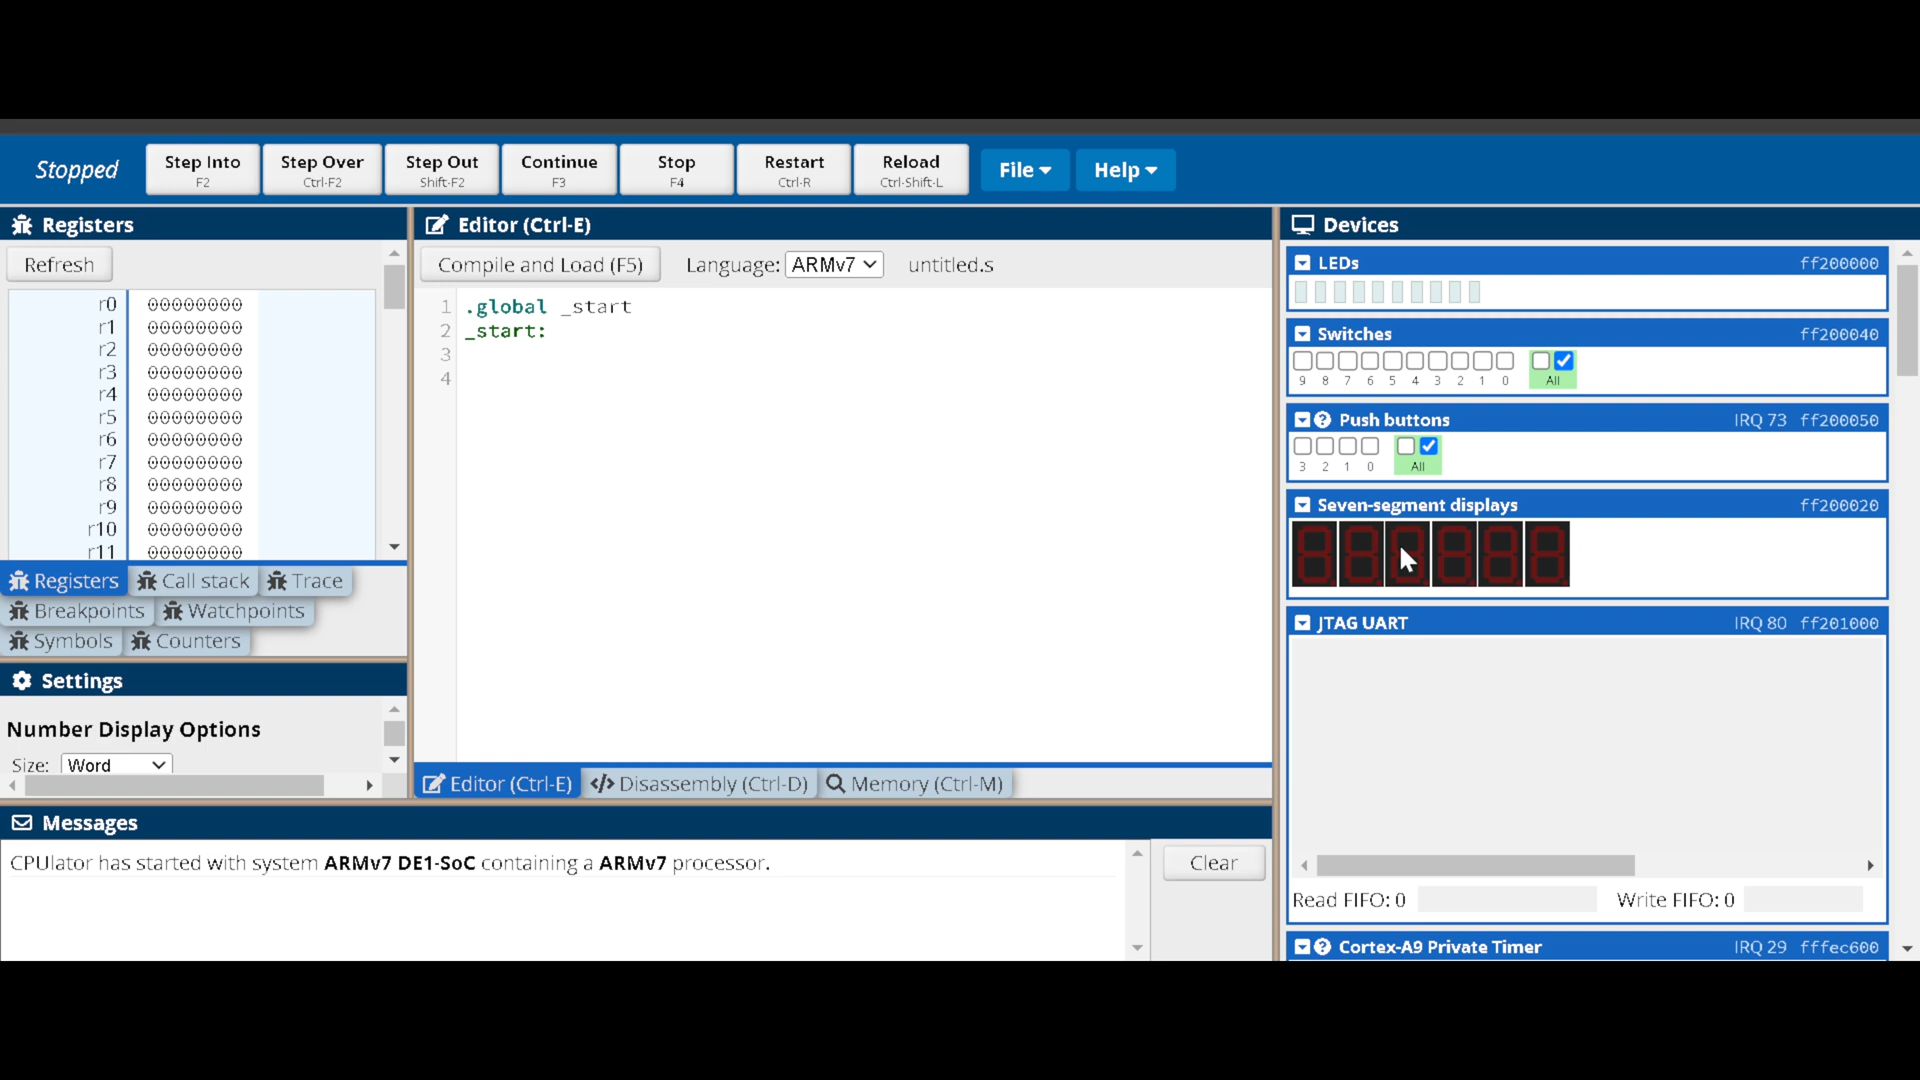 Stopped
Step Into
F2
Step Over
Ctrl-F2
Step Out
Shift-F2
Continue
F3
Stop
F4
Restart
Ctrl-R
Reload
Ctrl-Shift-L
File
Help
Registers
Refresh
r0 00000000
r1 00000000
r2 00000000
r3 00000000
r4 00000000
r5 00000000
r6 00000000
r7 00000000
r8 00000000
r9 00000000
r10 00000000
r11 00000000
Registers Call stack Trace
Breakpoints Watchpoints
Symbols Counters
Settings
Number Display Options
Size: Word
Editor (Ctrl-E)
Compile and Load (F5) Language: ARMv7 untitled.s
1 .global _start
2 _start:
3
4
Editor (Ctrl-E) Disassembly (Ctrl-D) Memory (Ctrl-M)
Messages
CPUlator has started with system ARMv7 DE1-SoC containing a ARMv7 processor.
Clear
Devices
LEDs ff200000
Switches ff200040
9 8 7 6 5 4 3 2 1 0 All
Push buttons IRQ 73 ff200050
3 2 1 0 All
Seven-segment displays ff200020
JTAG UART IRQ 80 ff201000
Read FIFO: 0 Write FIFO: 0
Cortex-A9 Private Timer IRQ 29 fffec600